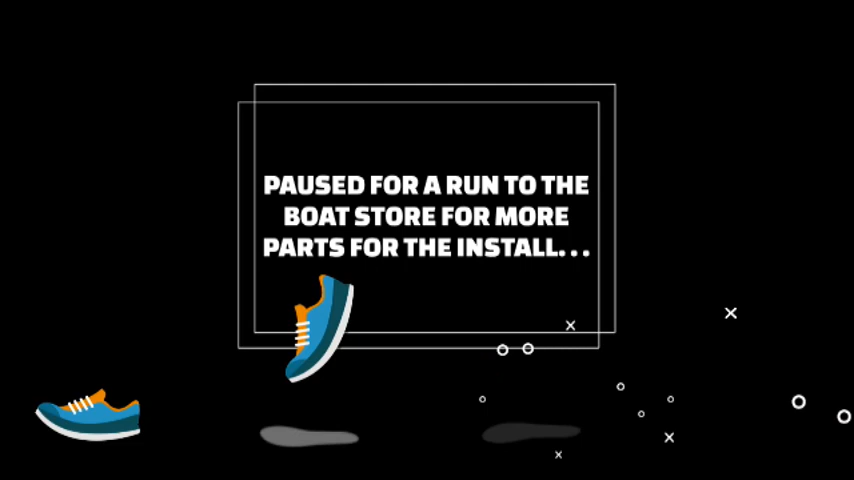 PAUSED FOR A RUN TO THE
BOAT STORE FOR MORE
PARTS FOR THE INSTALL...